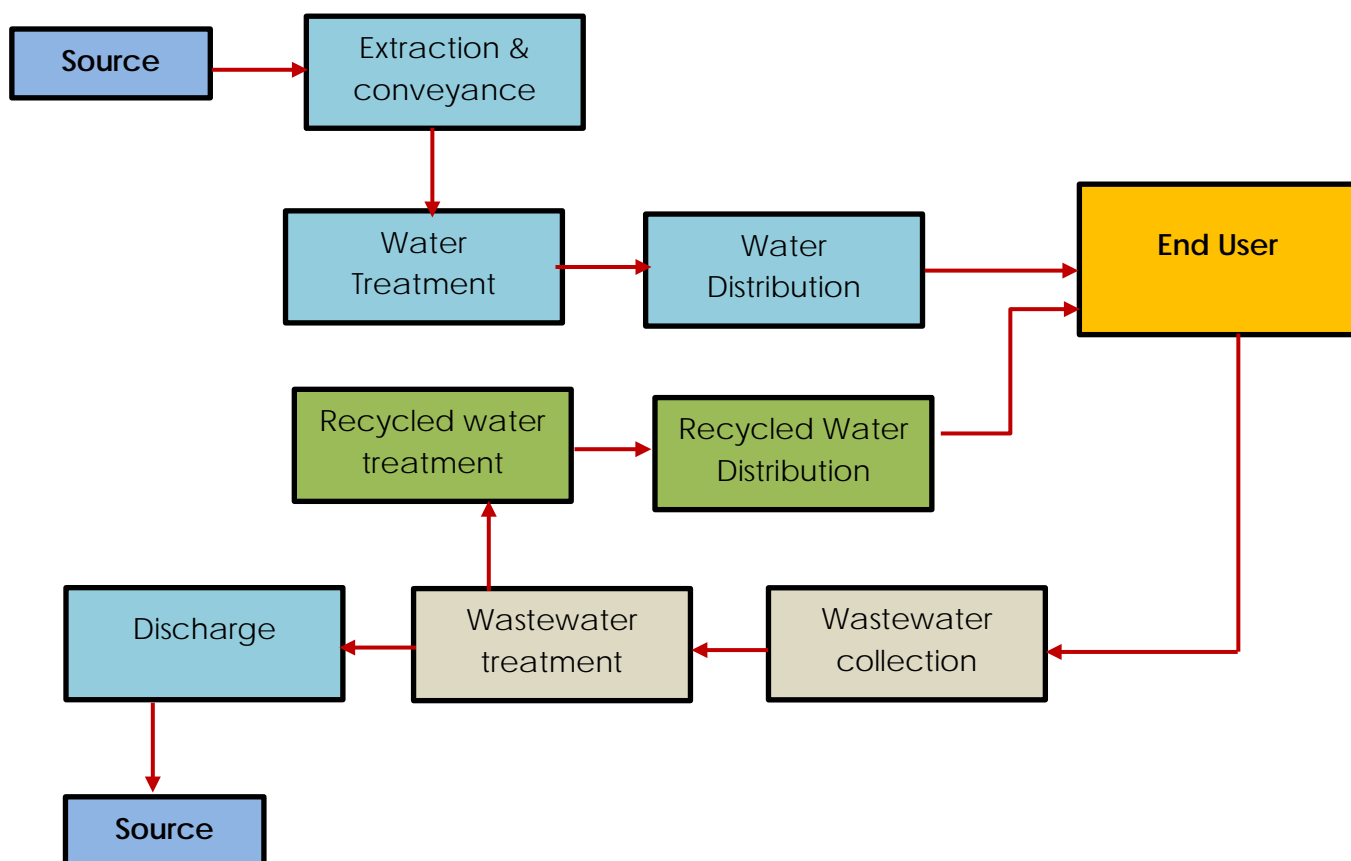 Source
Extraction &
conveyance
Water
Treatment
Water
Distribution
End User
Recycled water
treatment
Recycled Water
Distribution
Discharge
Wastewater
treatment
Wastewater
collection
Source